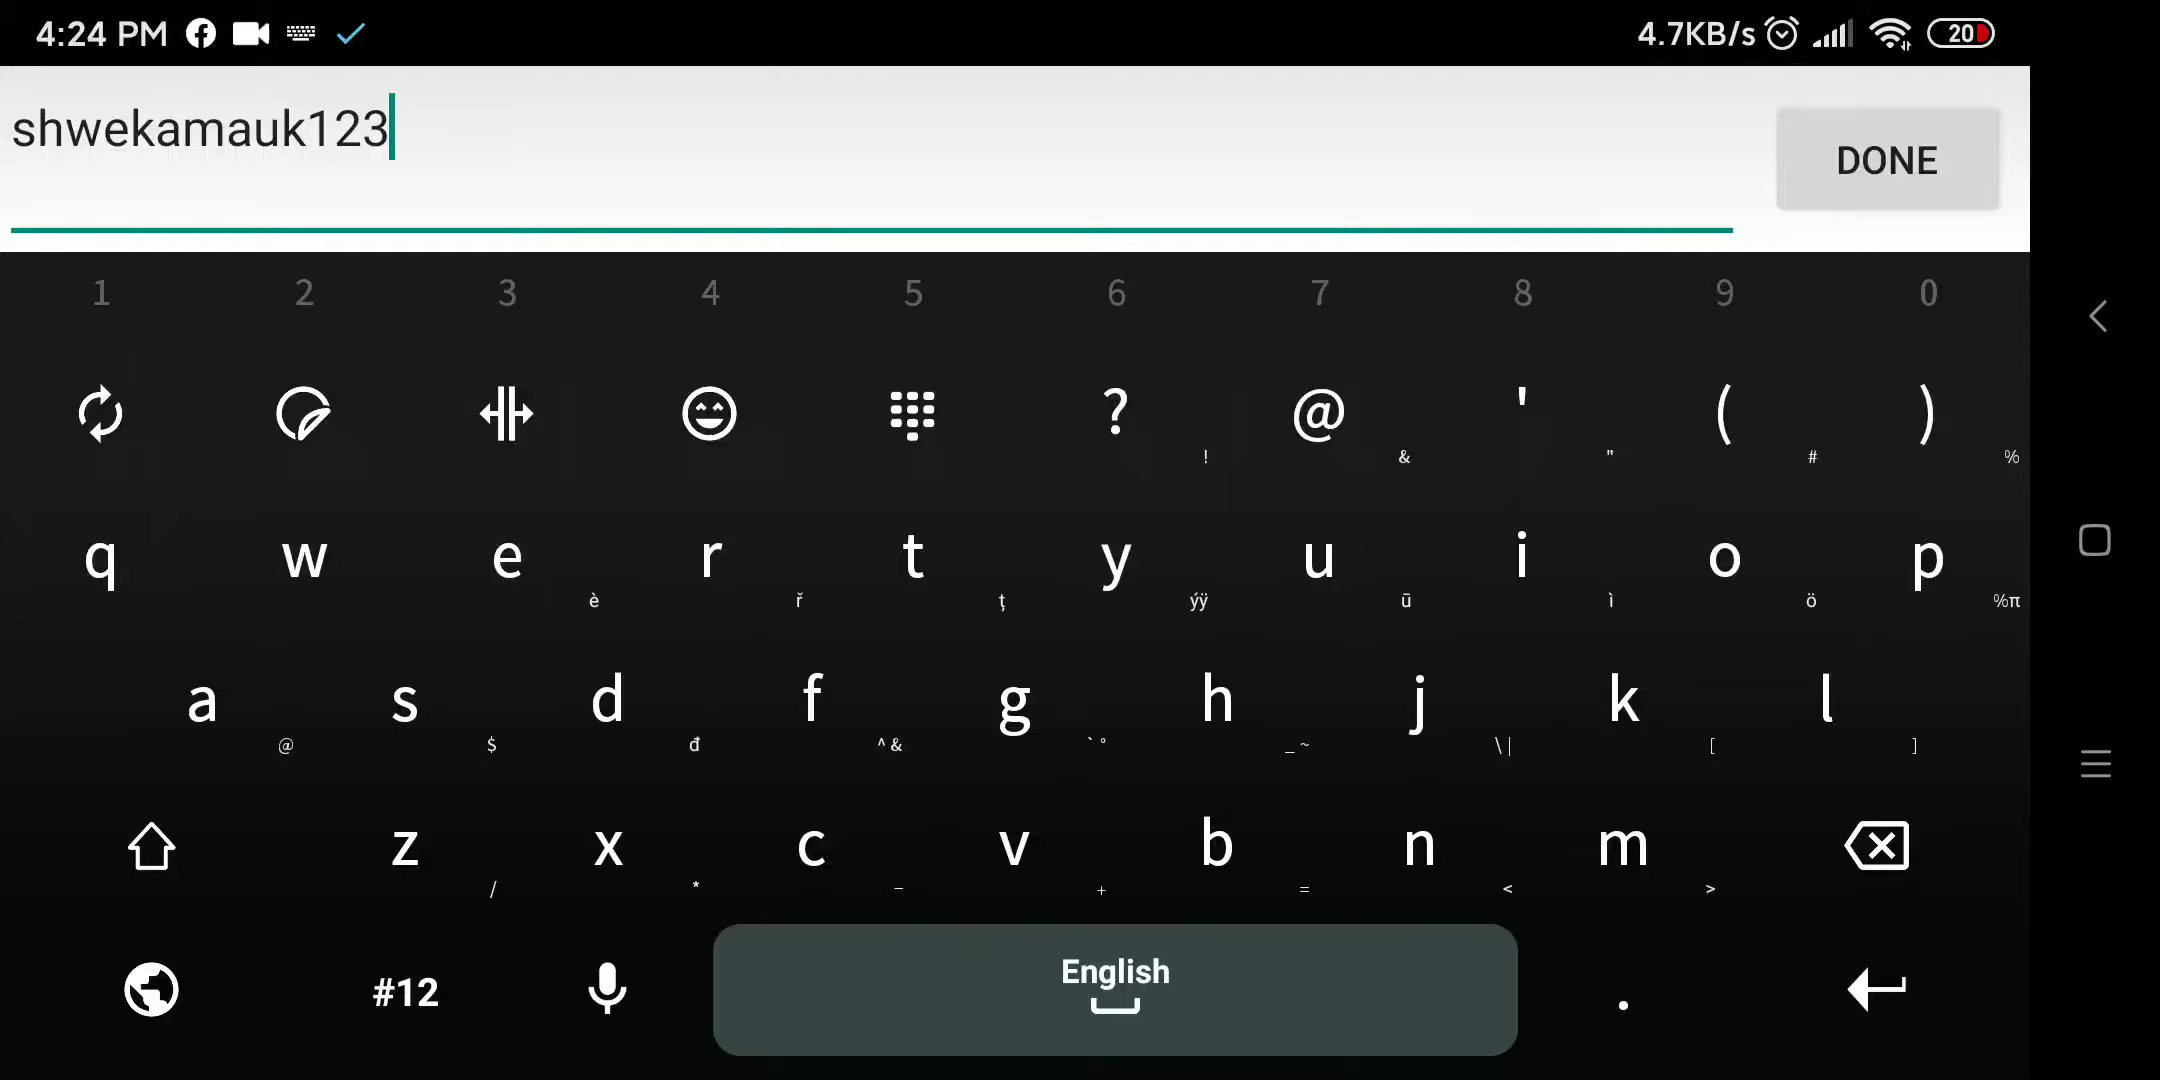 4:24 PM 4.7KB/s 20
shwekamauk123
DONE
1 2 3 4 5 6 7 8 9 0
? @ ' ( )
! & " # %
q w e r t y u i o p
è ř ț ýÿ ū ì ö %π
a s d f g h j k l
@ $ đ ^& `° _~ \| [ ]
z x c v b n m
/ * − + = < >
#12 English .